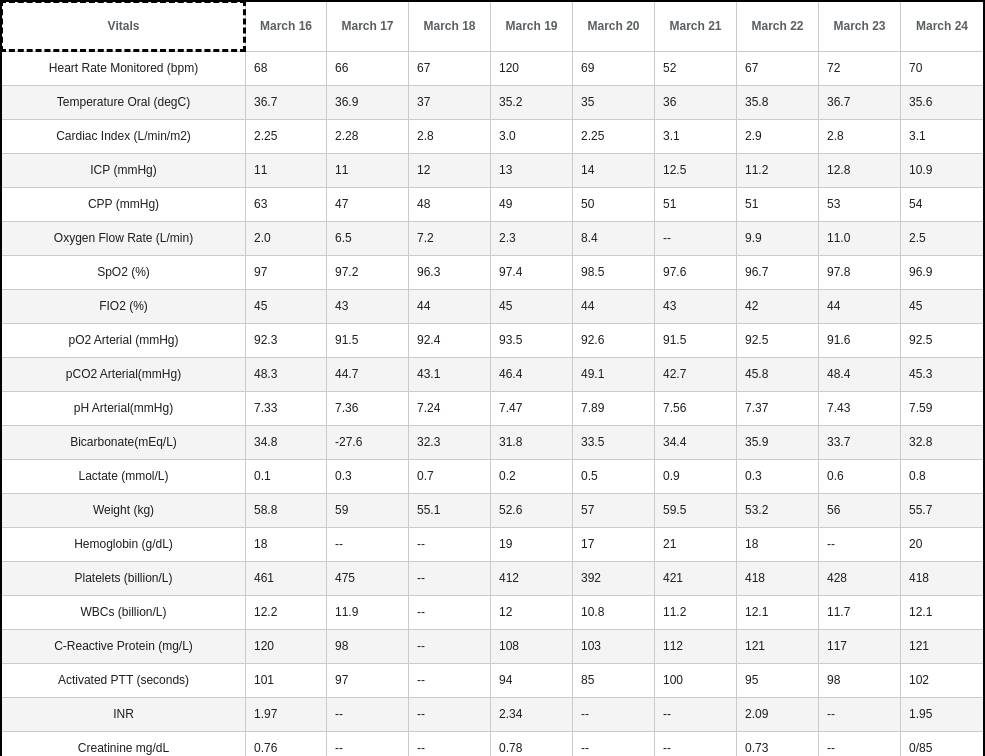 Vitals March 16 March 17 March 18 March 19 March 20 March 21 March 22 March 23 March 24
Heart Rate Monitored (bpm) 68 66 67 120 69 52 67 72 70
Temperature Oral (degC) 36.7 36.9 37 35.2 35 36 35.8 36.7 35.6
Cardiac Index (L/min/m2) 2.25 2.28 2.8 3.0 2.25 3.1 2.9 2.8 3.1
ICP (mmHg) 11 11 12 13 14 12.5 11.2 12.8 10.9
CPP (mmHg) 63 47 48 49 50 51 51 53 54
Oxygen Flow Rate (L/min) 2.0 6.5 7.2 2.3 8.4 -- 9.9 11.0 2.5
SpO2 (%) 97 97.2 96.3 97.4 98.5 97.6 96.7 97.8 96.9
FIO2 (%) 45 43 44 45 44 43 42 44 45
pO2 Arterial (mmHg) 92.3 91.5 92.4 93.5 92.6 91.5 92.5 91.6 92.5
pCO2 Arterial(mmHg) 48.3 44.7 43.1 46.4 49.1 42.7 45.8 48.4 45.3
pH Arterial(mmHg) 7.33 7.36 7.24 7.47 7.89 7.56 7.37 7.43 7.59
Bicarbonate(mEq/L) 34.8 -27.6 32.3 31.8 33.5 34.4 35.9 33.7 32.8
Lactate (mmol/L) 0.1 0.3 0.7 0.2 0.5 0.9 0.3 0.6 0.8
Weight (kg) 58.8 59 55.1 52.6 57 59.5 53.2 56 55.7
Hemoglobin (g/dL) 18 -- -- 19 17 21 18 -- 20
Platelets (billion/L) 461 475 -- 412 392 421 418 428 418
WBCs (billion/L) 12.2 11.9 -- 12 10.8 11.2 12.1 11.7 12.1
C-Reactive Protein (mg/L) 120 98 -- 108 103 112 121 117 121
Activated PTT (seconds) 101 97 -- 94 85 100 95 98 102
INR 1.97 -- -- 2.34 -- -- 2.09 -- 1.95
Creatinine mg/dL 0.76 -- -- 0.78 -- -- 0.73 -- 0/85